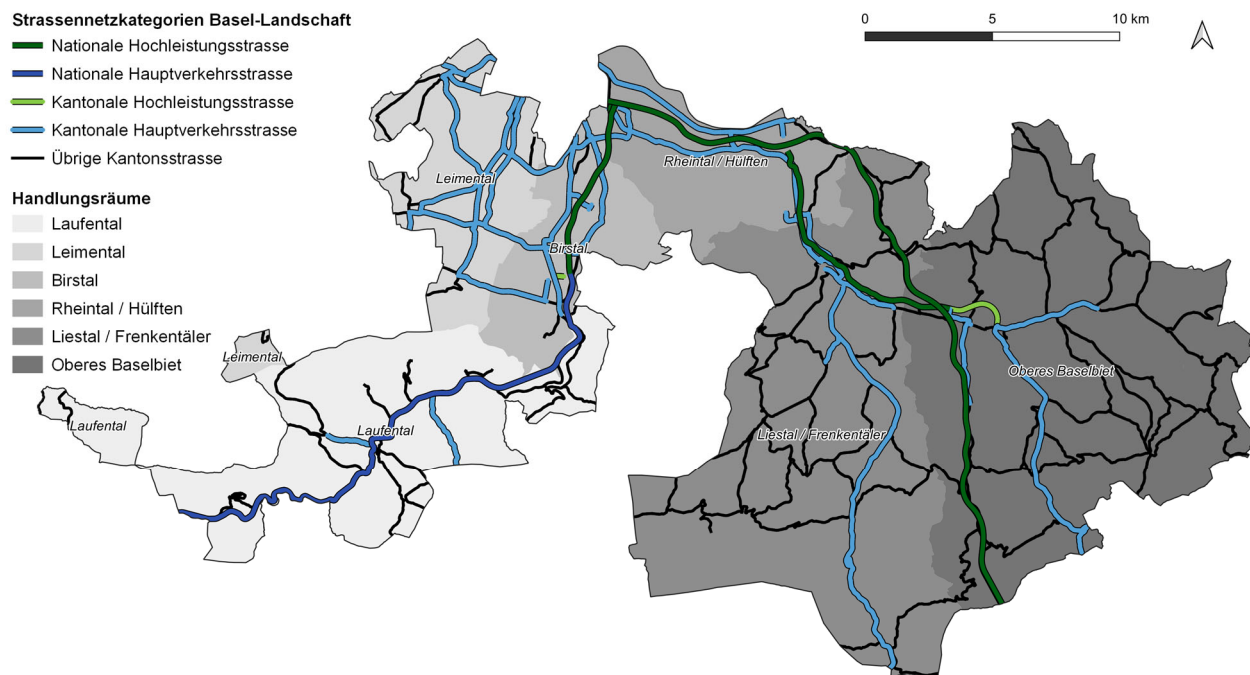 Strassennetzkategorien Basel-Landschaft
Nationale Hochleistungsstrasse
Nationale Hauptverkehrsstrasse
Kantonale Hochleistungsstrasse
Kantonale Hauptverkehrsstrasse
Übrige Kantonsstrasse
Handlungsräume
Laufental
Leimental
Birstal
Rheintal / Hülften
Liestal / Frenkentäler
Oberes Baselbiet
0 5 10 km
Rheintal / Hülften
Leimental
Birstal
Leimental
Oberes Baselbiet
Laufental
Laufental
Liestal / Frenkentäler